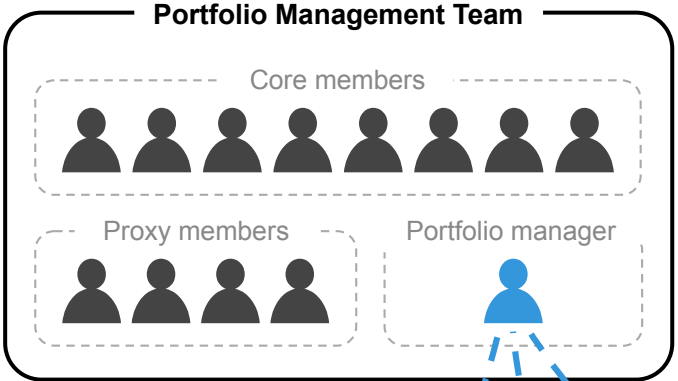 Portfolio Management Team
Core members
Proxy members
Portfolio manager